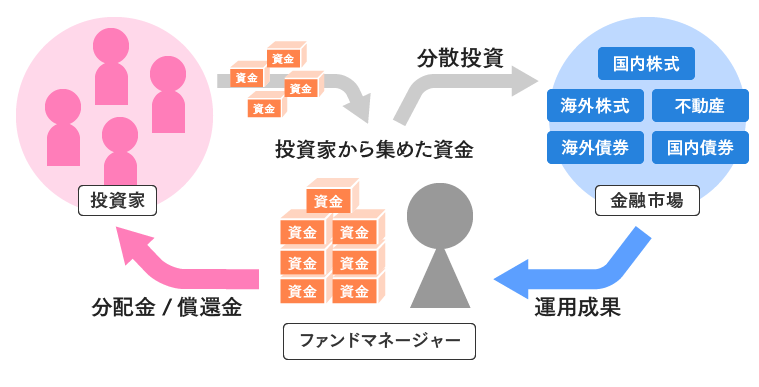 資金
資金
資金
資金
分散投資
国内株式
海外株式
不動産
海外債券
国内債券
投資家から集めた資金
投資家
金融市場
資金
資金
資金
資金
資金
資金
資金
分配金 / 償還金
運用成果
ファンドマネージャー